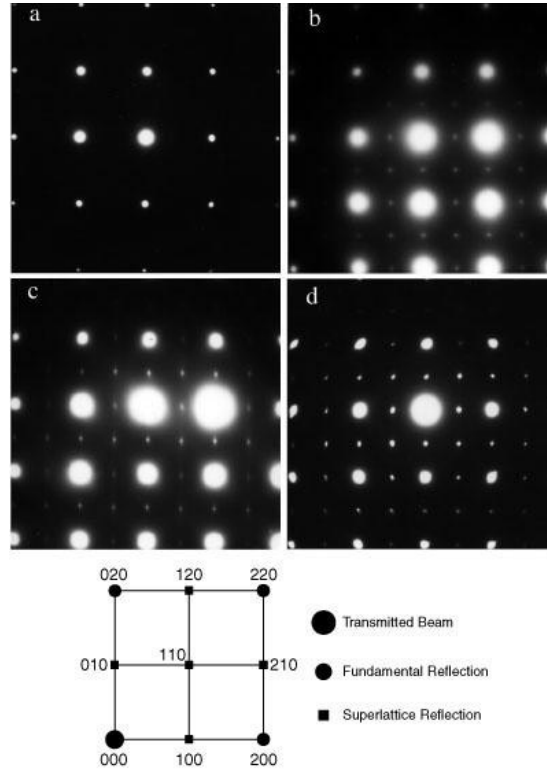 a
b
c
d
020 120 220
010 110 210
000 100 200
Transmitted Beam
Fundamental Reflection
Superlattice Reflection